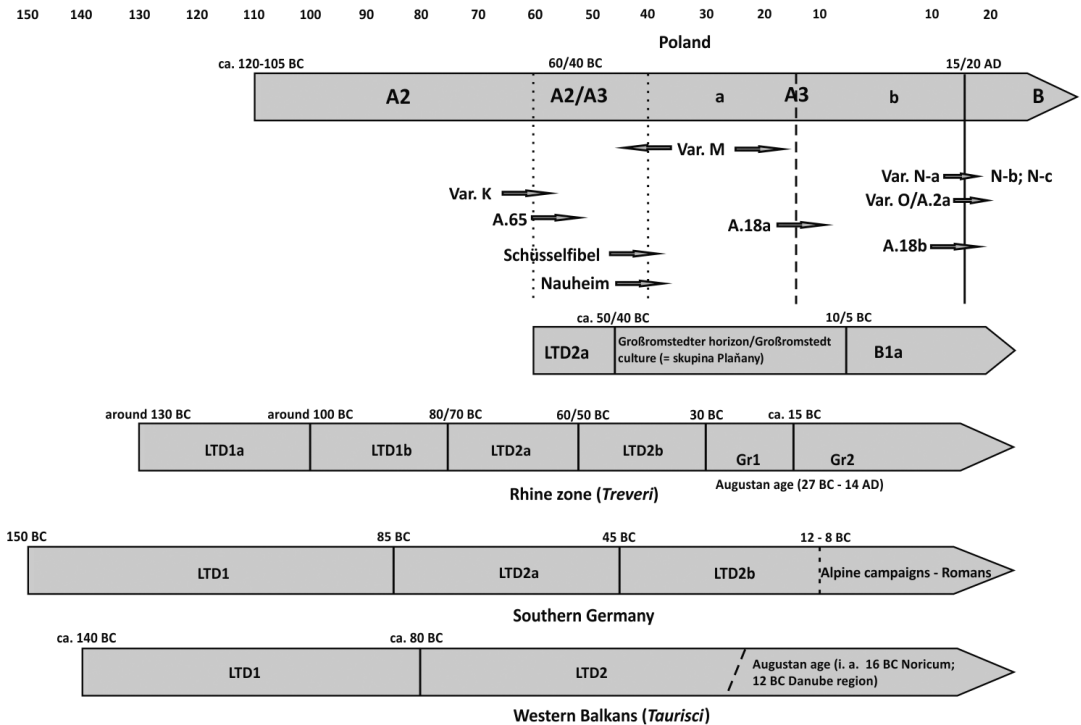 150 140 130 120 110 100 90 80 70 60 50 40 30 20 10 10 20
Poland
ca. 120-105 BC 60/40 BC 15/20 AD
A2 A2/A3 a A3 b B
Var. M
Var. N-a N-b; N-c
Var. K
Var. O/A.2a
A.65
A.18a
A.18b
Schüsselfibel
Nauheim
ca. 50/40 BC 10/5 BC
LTD2a
Großromstedter horizon/Großromstedt
culture (= skupina Plaňany)
B1a
around 130 BC around 100 BC 80/70 BC 60/50 BC 30 BC ca. 15 BC
LTD1a LTD1b LTD2a LTD2b Gr1 Gr2
Augustan age (27 BC - 14 AD)
Rhine zone (Treveri)
150 BC 85 BC 45 BC 12 - 8 BC
LTD1 LTD2a LTD2b Alpine campaigns - Romans
Southern Germany
ca. 140 BC ca. 80 BC
LTD1 LTD2
Augustan age (i. a. 16 BC Noricum;
12 BC Danube region)
Western Balkans (Taurisci)